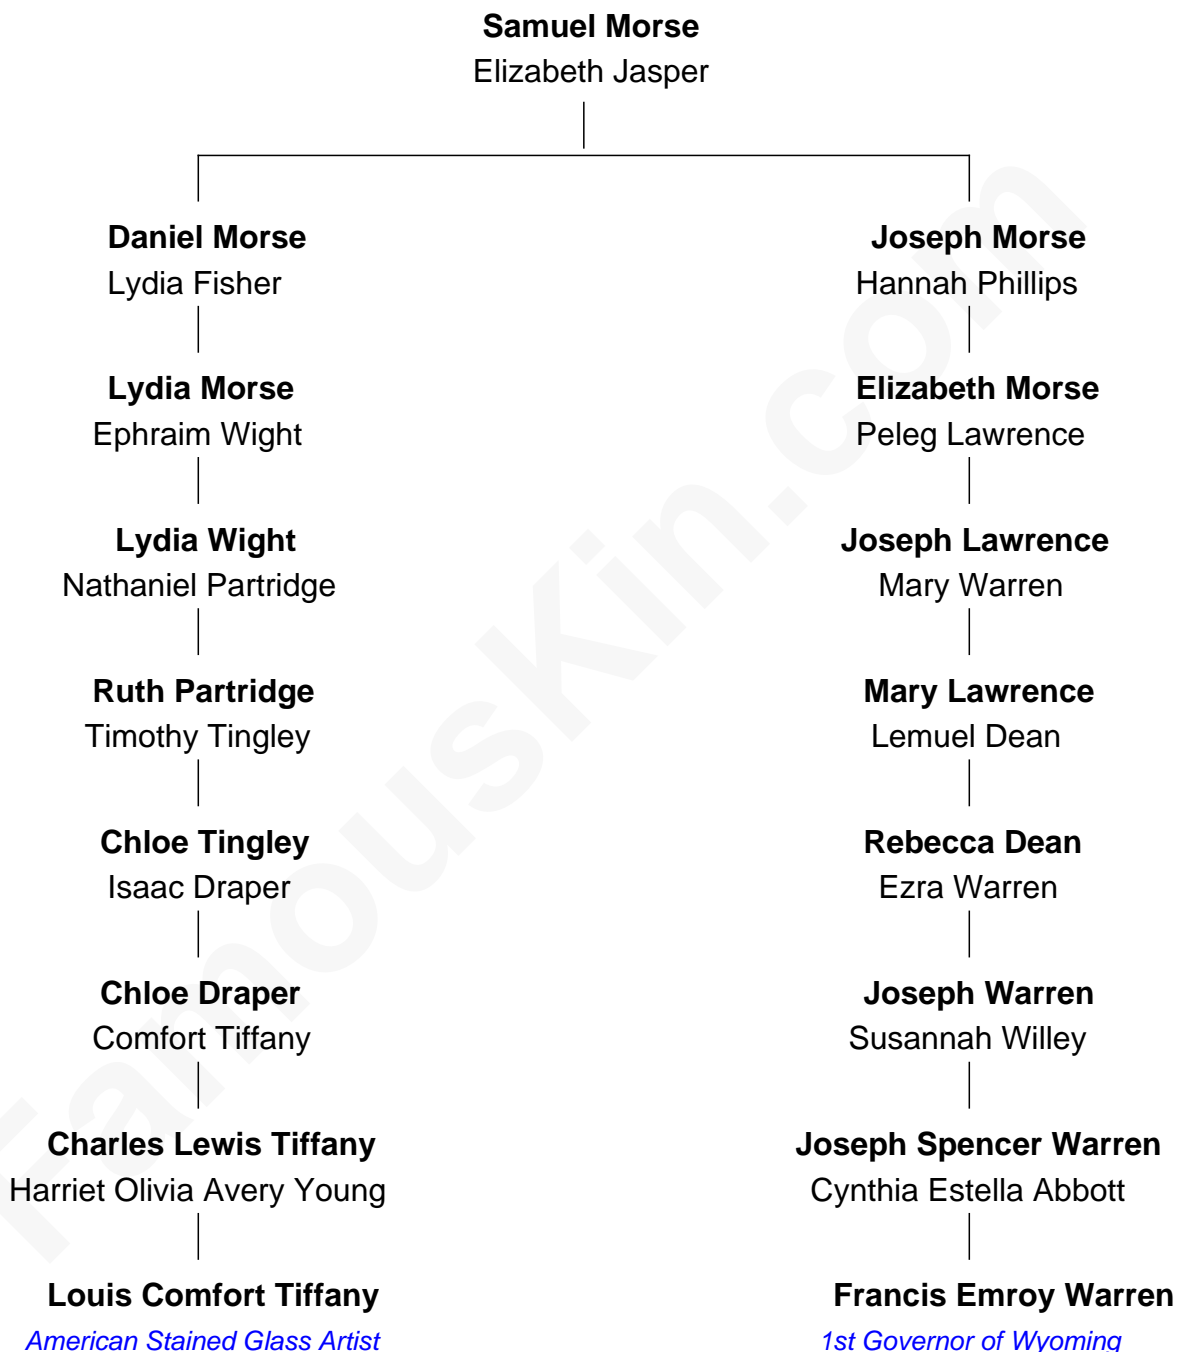 Samuel Morse
Elizabeth Jasper
Daniel Morse
Lydia Fisher
Lydia Morse
Ephraim Wight
Lydia Wight
Nathaniel Partridge
Ruth Partridge
Timothy Tingley
Chloe Tingley
Isaac Draper
Chloe Draper
Comfort Tiffany
Charles Lewis Tiffany
Harriet Olivia Avery Young
Louis Comfort Tiffany
American Stained Glass Artist
Joseph Morse
Hannah Phillips
Elizabeth Morse
Peleg Lawrence
Joseph Lawrence
Mary Warren
Mary Lawrence
Lemuel Dean
Rebecca Dean
Ezra Warren
Joseph Warren
Susannah Willey
Joseph Spencer Warren
Cynthia Estella Abbott
Francis Emroy Warren
1st Governor of Wyoming
FamousKin.com